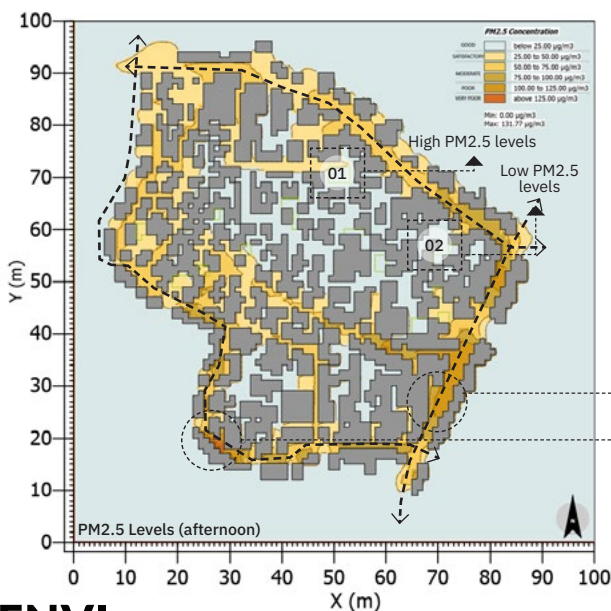 PM2.5 Concentration
GOOD below 25.00 µg/m3
SATISFACTORY 25.00 to 50.00 µg/m3
50.00 to 75.00 µg/m3
MODERATE 75.00 to 100.00 µg/m3
POOR 100.00 to 125.00 µg/m3
VERY POOR above 125.00 µg/m3
Min: 0.00 µg/m3
Max: 131.77 µg/m3
High PM2.5 levels
Low PM2.5
levels
01
02
100
90
80
70
60
50
40
30
20
10
0
Y (m)
PM2.5 Levels (afternoon)
0 10 20 30 40 50 60 70 80 90 100
X (m)